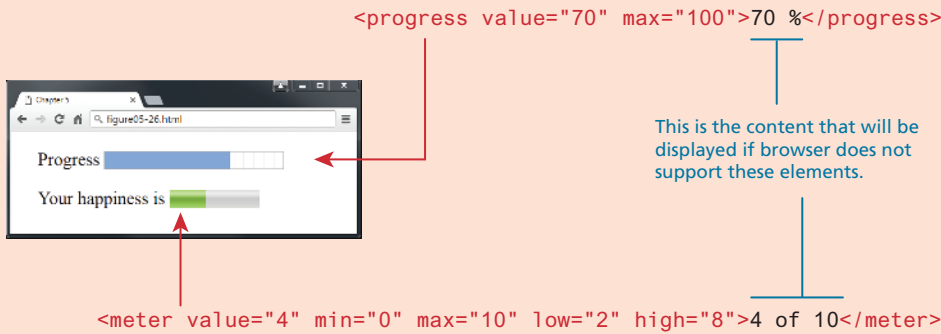 <progress value="70" max="100">70 %</progress>
Chapter 5
figure05-26.html
Progress
Your happiness is
This is the content that will be
displayed if browser does not
support these elements.
<meter value="4" min="0" max="10" low="2" high="8">4 of 10</meter>